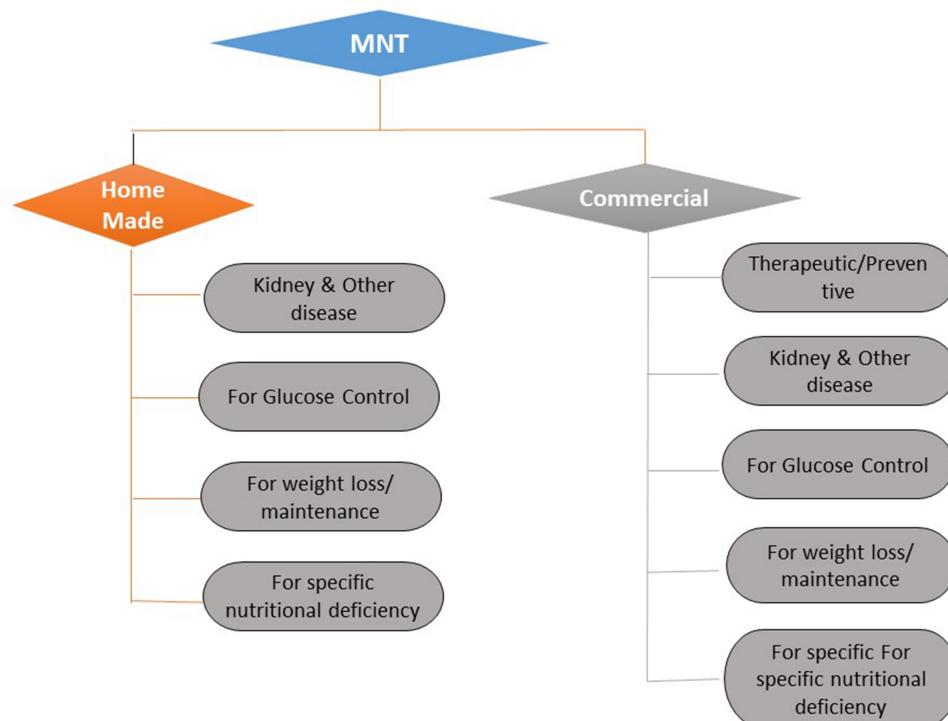 MNT
Home
Made
Kidney & Other
disease
For Glucose Control
For weight loss/
maintenance
For specific
nutritional deficiency
Commercial
Therapeutic/Preven
tive
Kidney & Other
disease
For Glucose Control
For weight loss/
maintenance
For specific For
specific nutritional
deficiency